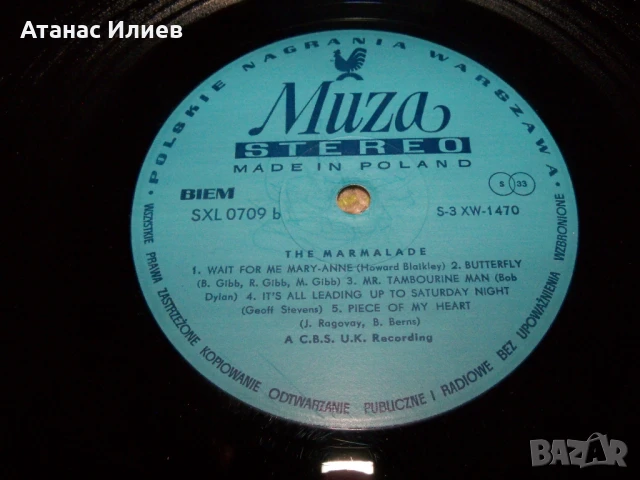 Атанас Илиев
• POLSKIE NAGRANIA WARSZAWA •
Muza
STEREO
MADE IN POLAND
BIEM
S 33
SXL 0709 b
S-3 XW-1470
THE MARMALADE
1. WAIT FOR ME MARY-ANNE (Howard Blaikley) 2. BUTTERFLY
(B. Gibb, R. Gibb, M. Gibb) 3. MR. TAMBOURINE MAN (Bob
Dylan) 4. IT'S ALL LEADING UP TO SATURDAY NIGHT
(Geoff Stevens) 5. PIECE OF MY HEART
(J. Ragovay, B. Berns)
A C.B.S. U.K. Recording
WSZYSTKIE PRAWA ZASTRZEŻONE KOPIOWANIE ODTWARZANIE PUBLICZNE I RADIOWE BEZ UPOWAŻNIENIA WZBRONIONE
BAZAR